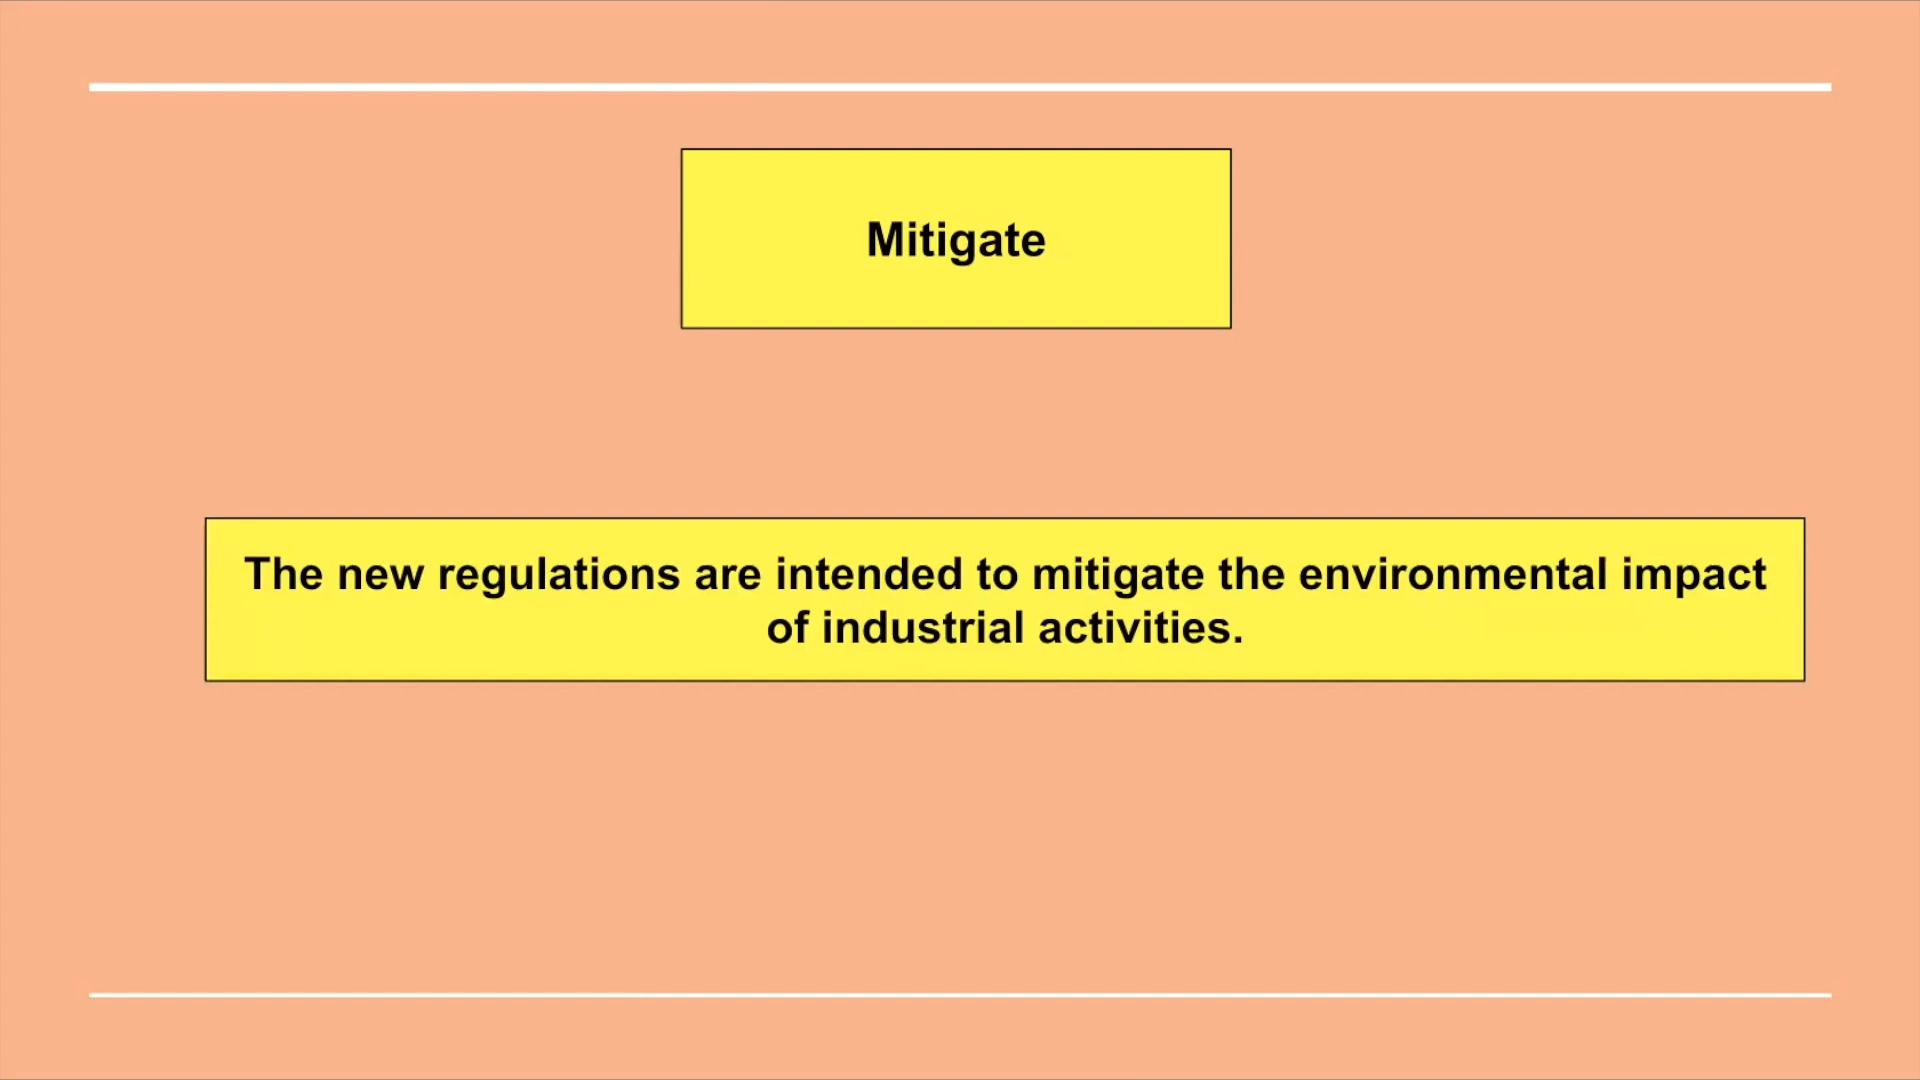 Mitigate
The new regulations are intended to mitigate the environmental impact
of industrial activities.